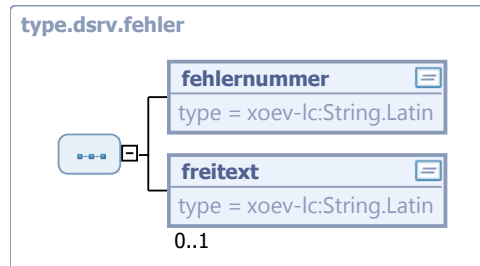 type.dsrv.fehler
fehlernummer
type = xoev-lc:String.Latin
freitext
type = xoev-lc:String.Latin
0..1